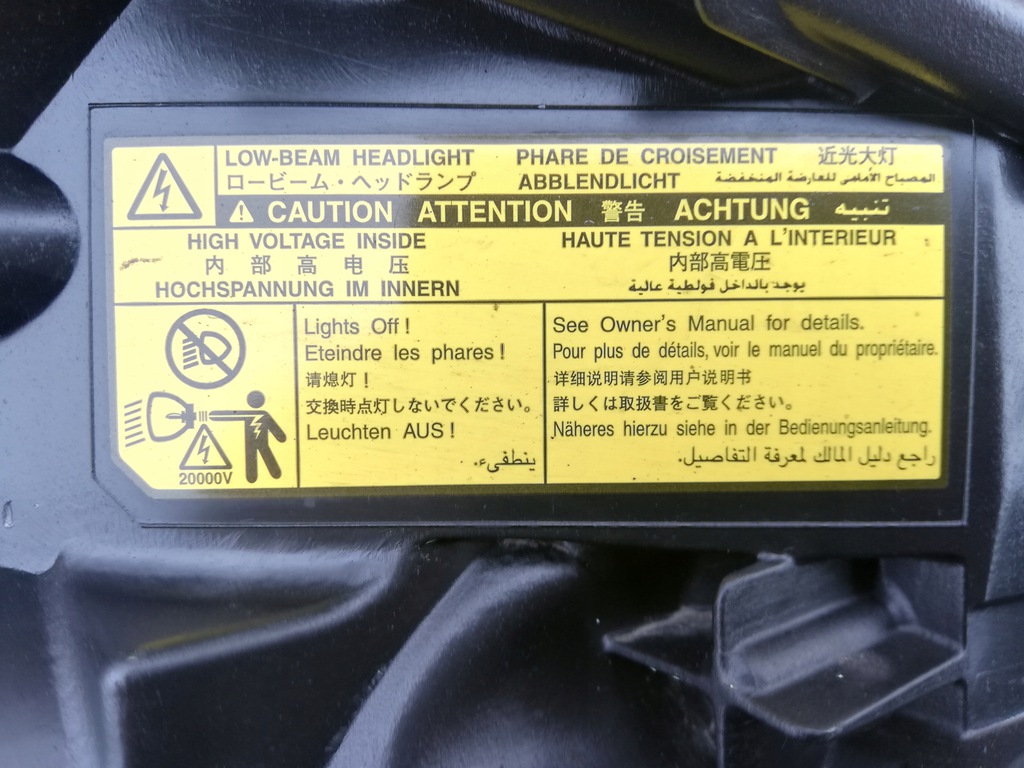 LOW-BEAM HEADLIGHT PHARE DE CROISEMENT 近光大灯
ロービーム・ヘッドランプ ABBLENDLICHT المصباح الأمامى للعارضة المنخفضة
CAUTION ATTENTION 警告 ACHTUNG تنبيه
HIGH VOLTAGE INSIDE
内部高电压
HOCHSPANNUNG IM INNERN
HAUTE TENSION A L'INTERIEUR
内部高電圧
يوجد بالداخل فولطية عالية
20000V
Lights Off !
Eteindre les phares !
请熄灯！
交換時点灯しないでください。
Leuchten AUS !
ينطفىء.
See Owner's Manual for details.
Pour plus de détails, voir le manuel du propriétaire.
详细说明请参阅用户说明书
詳しくは取扱書をご覧ください。
Näheres hierzu siehe in der Bedienungsanleitung.
راجع دليل المالك لمعرفة التفاصيل.